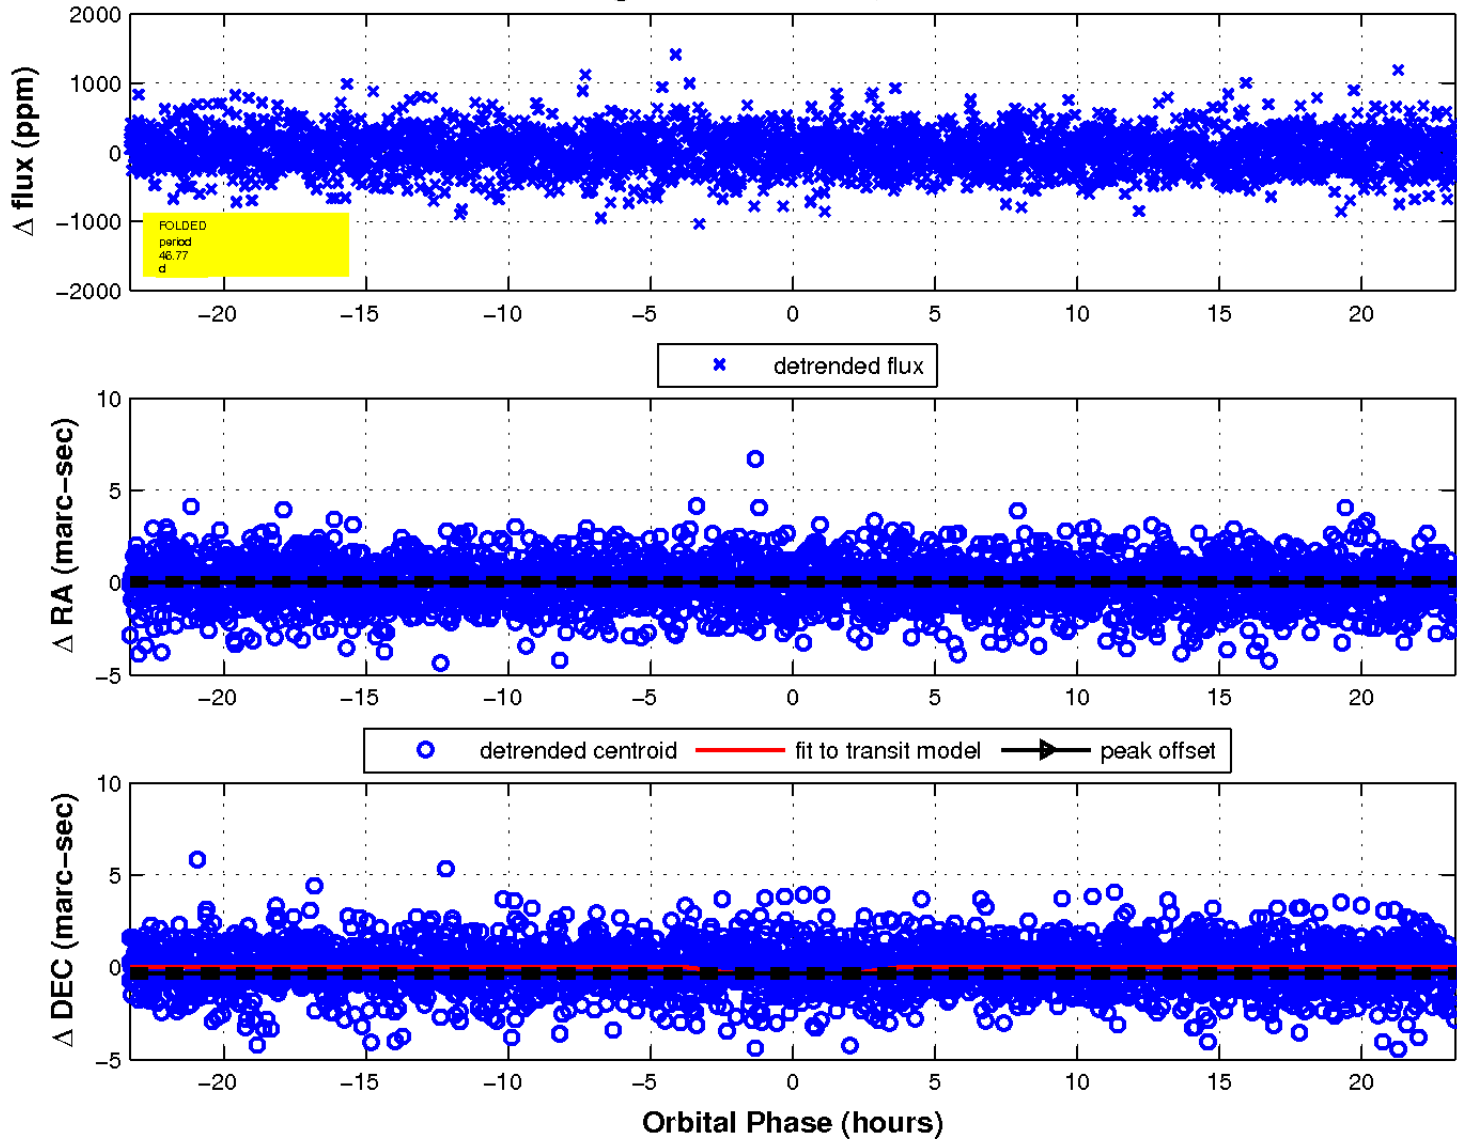 2000
1000
0
−1000
−2000
Δ flux (ppm)
FOLDED
period
46.77
d
−20 −15 −10 −5 0 5 10 15 20
detrended flux
10
5
0
−5
Δ RA (marc−sec)
−20 −15 −10 −5 0 5 10 15 20
detrended centroid fit to transit model peak offset
10
5
0
−5
Δ DEC (marc−sec)
−20 −15 −10 −5 0 5 10 15 20
Orbital Phase (hours)